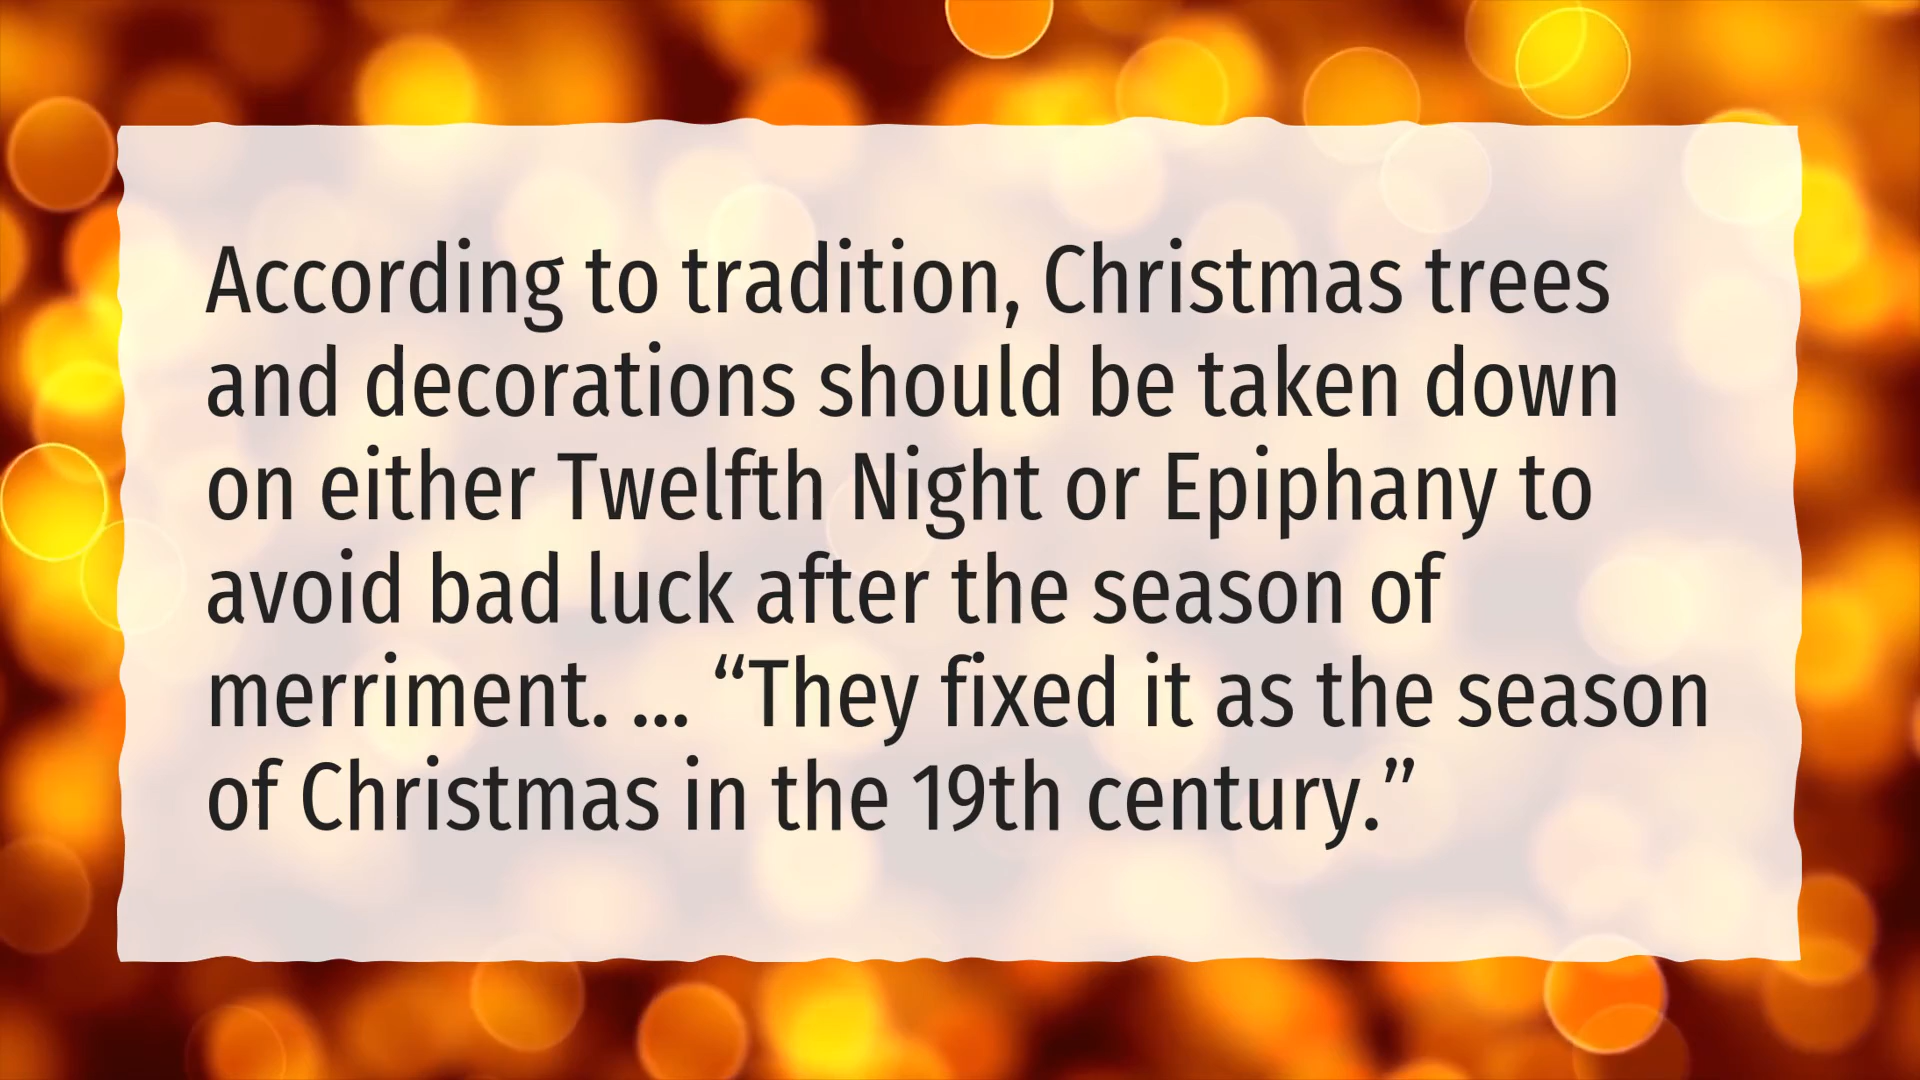 According to tradition, Christmas trees
and decorations should be taken down
on either Twelfth Night or Epiphany to
avoid bad luck after the season of
merriment. ... “They fixed it as the season
of Christmas in the 19th century.”